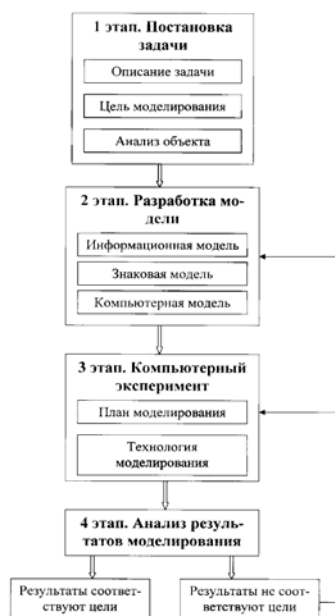 1 этап. Постановка
задачи
Описание задачи
Цель моделирования
Анализ объекта
2 этап. Разработка мо-
дели
Информационная модель
Знаковая модель
Компьютерная модель
3 этап. Компьютерный
эксперимент
План моделирования
Технология
моделирования
4 этап. Анализ резуль-
татов моделирования
Результаты соответ-
ствуют цели
Результаты не соот-
ветствуют цели